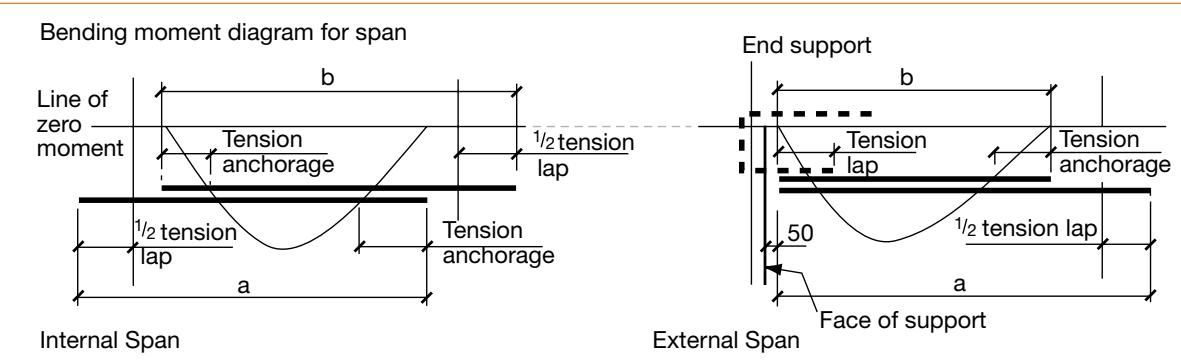 Bending moment diagram for span
b
Line of
zero
moment
Tension
anchorage
1/2 tension
lap
1/2 tension
lap
Tension
anchorage
a
Internal Span
End support
b
Tension
lap
Tension
anchorage
50
1/2 tension lap
a
Face of support
External Span